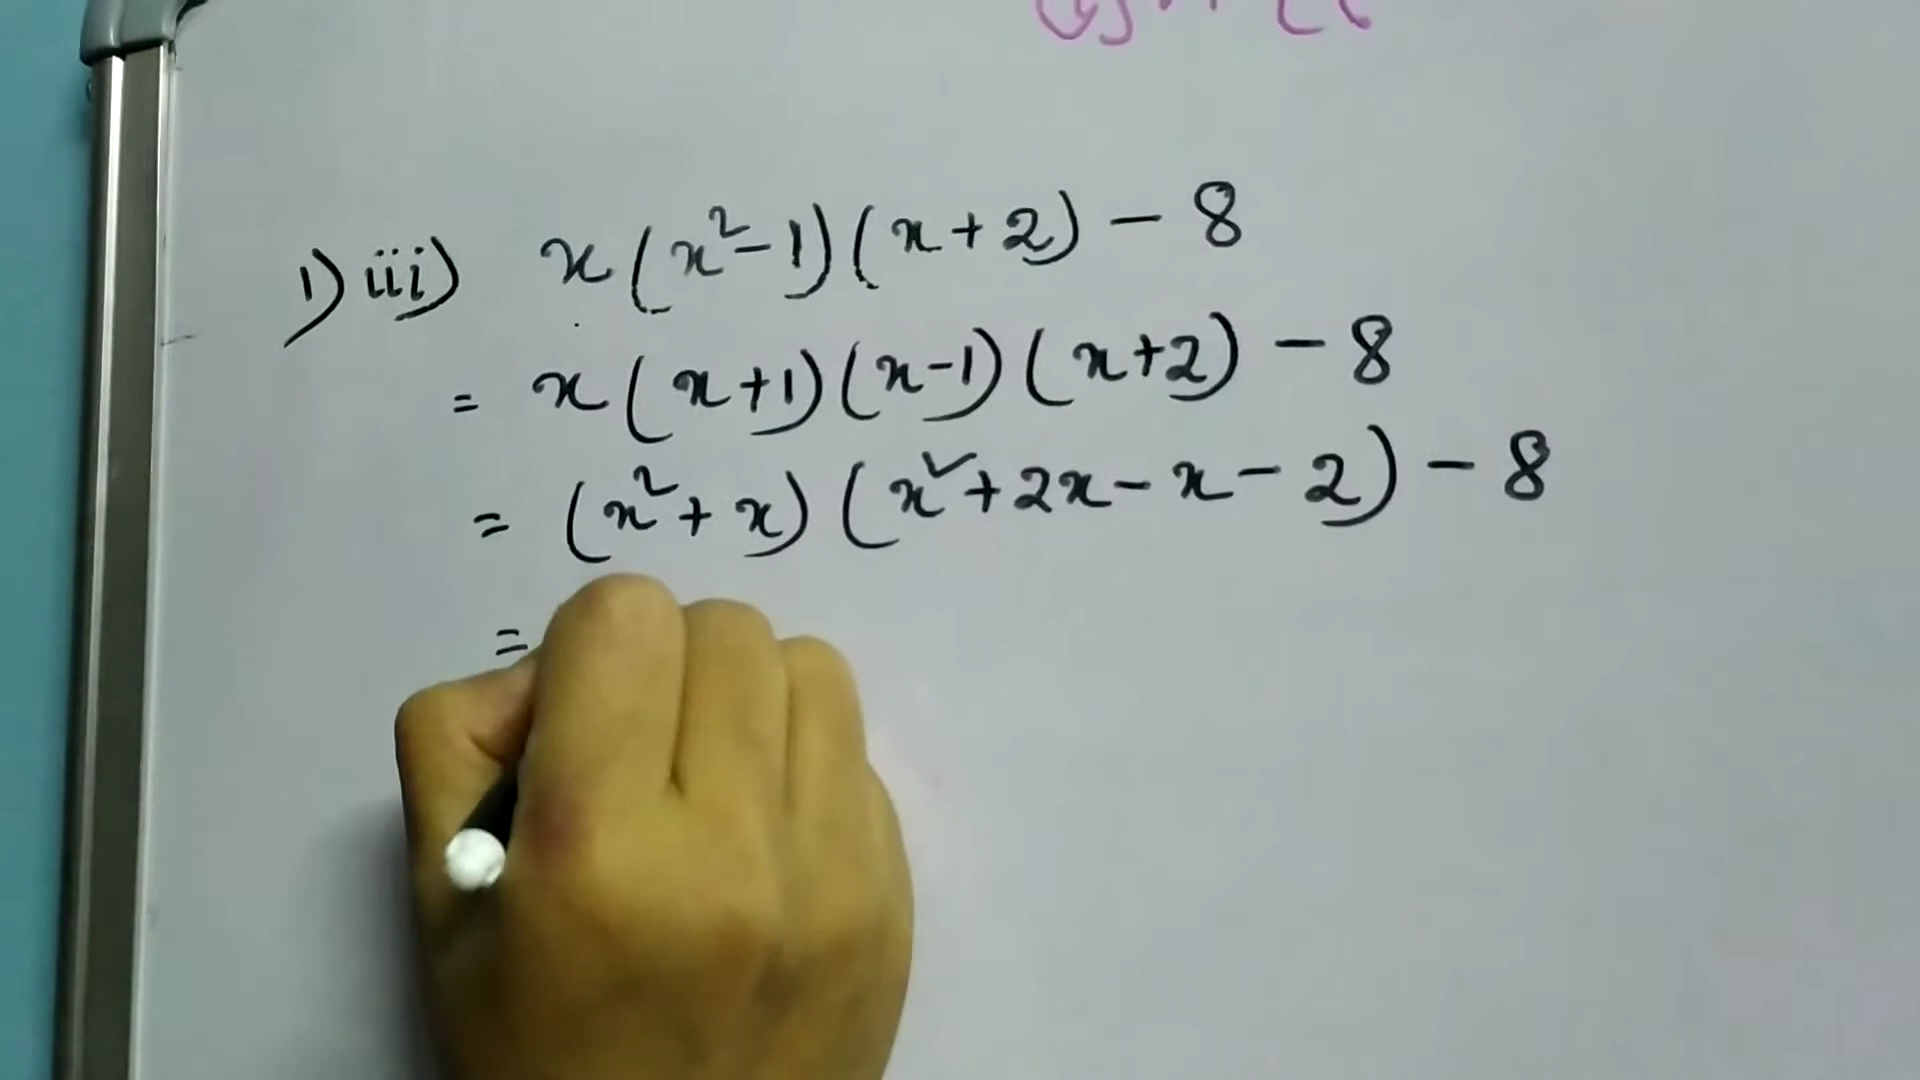 1) iii) x(x²-1)(x+2) - 8
= x(x+1)(x-1)(x+2) - 8
= (x²+x)(x²+2x-x-2) - 8
=